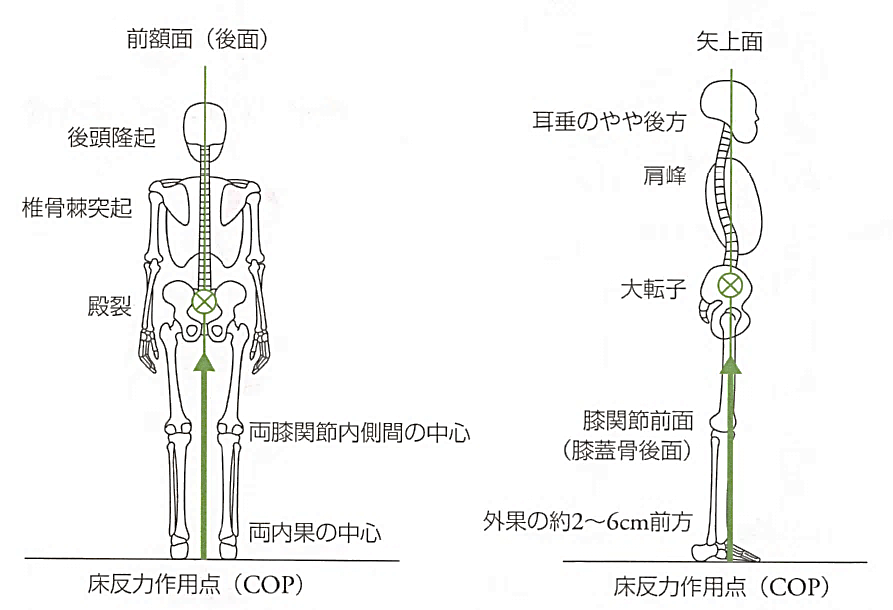 前額面（後面）
後頭隆起
椎骨棘突起
殿裂
両膝関節内側間の中心
両内果の中心
床反力作用点（COP）
矢上面
耳垂のやや後方
肩峰
大転子
膝関節前面
（膝蓋骨後面）
外果の約2～6cm前方
床反力作用点（COP）